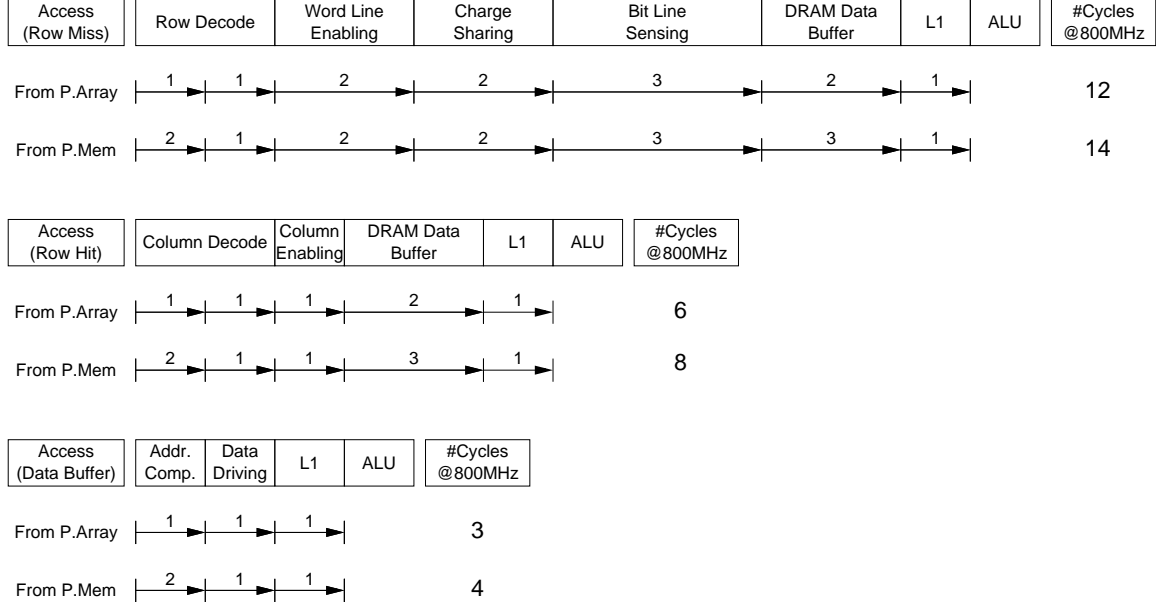 Access (Row Miss) Row Decode Word Line Enabling Charge Sharing Bit Line Sensing DRAM Data Buffer L1 ALU #Cycles @800MHz
From P.Array 1 1 2 2 3 2 1 12
From P.Mem 2 1 2 2 3 3 1 14
Access (Row Hit) Column Decode Column Enabling DRAM Data Buffer L1 ALU #Cycles @800MHz
From P.Array 1 1 1 2 1 6
From P.Mem 2 1 1 3 1 8
Access (Data Buffer) Addr. Comp. Data Driving L1 ALU #Cycles @800MHz
From P.Array 1 1 1 3
From P.Mem 2 1 1 4